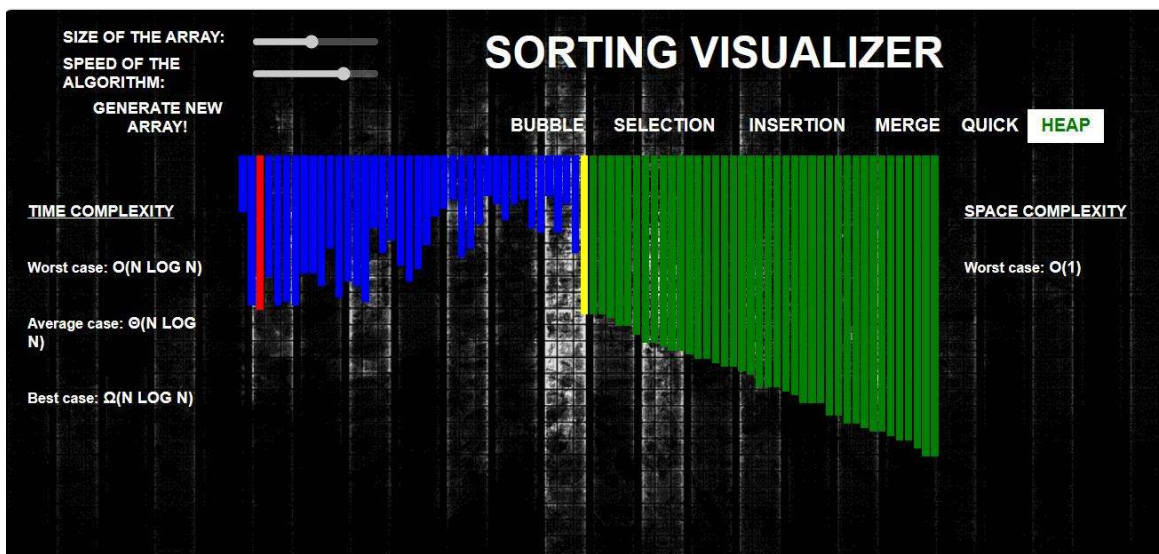 SIZE OF THE ARRAY:
SPEED OF THE
ALGORITHM:
GENERATE NEW
ARRAY!
SORTING VISUALIZER
BUBBLE SELECTION INSERTION MERGE QUICK HEAP
TIME COMPLEXITY
Worst case: O(N LOG N)
Average case: Θ(N LOG
N)
Best case: Ω(N LOG N)
SPACE COMPLEXITY
Worst case: O(1)